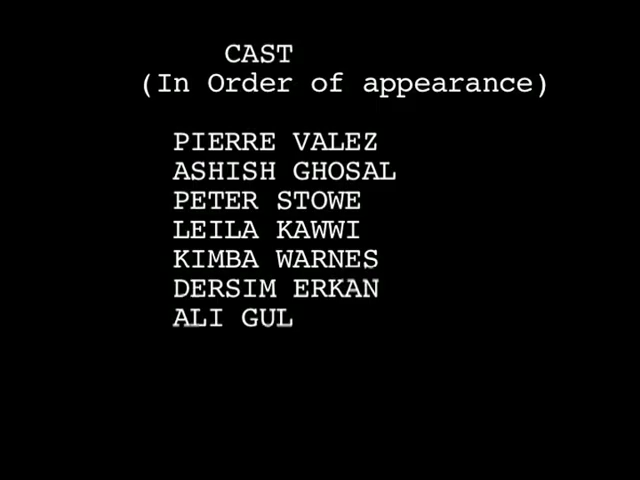 CAST
(In Order of appearance)
PIERRE VALEZ
ASHISH GHOSAL
PETER STOWE
LEILA KAWWI
KIMBA WARNES
DERSIM ERKAN
ALI GUL